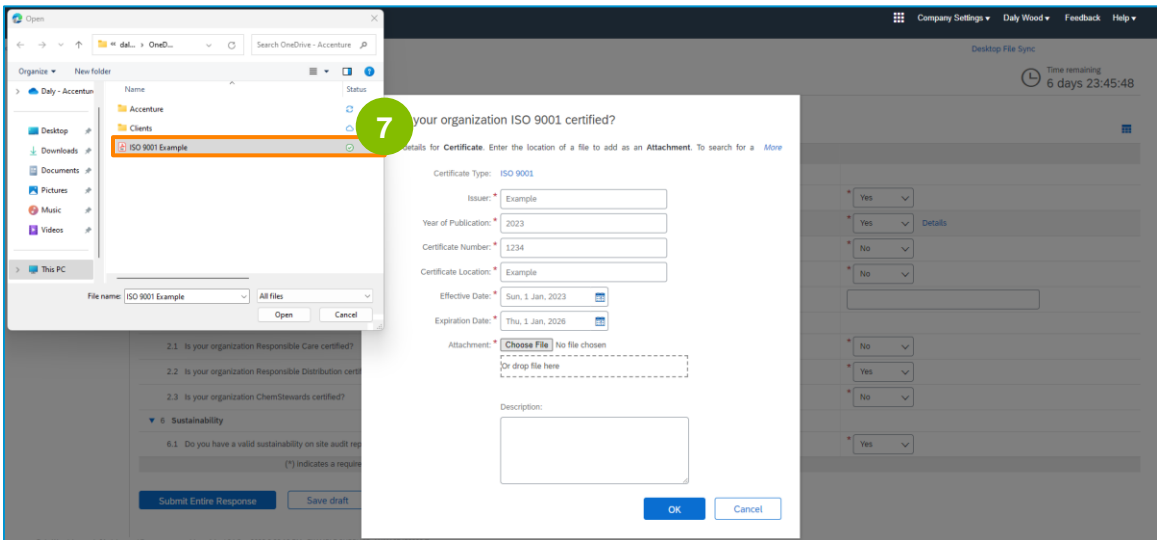 Open
Company Settings Daly Wood Feedback Help
dal... > OneD...
Search OneDrive - Accenture
Desktop File Sync
Organize New folder
Time remaining
6 days 23:45:48
Daly - Accentur
Name Status
Accenture
Clients
ISO 9001 Example
7
Desktop
Downloads
Documents
Pictures
Music
Videos
This PC
File name: ISO 9001 Example All files
Open Cancel
your organization ISO 9001 certified?
details for Certificate. Enter the location of a file to add as an Attachment. To search for a More
Certificate Type: ISO 9001
Issuer: * Example
Year of Publication: * 2023
Certificate Number: * 1234
Certificate Location: * Example
Effective Date: * Sun, 1 Jan, 2023
Expiration Date: * Thu, 1 Jan, 2026
Attachment: * Choose File No file chosen
Or drop file here
Description:
OK Cancel
* Yes
* Yes Details
* No
* No
2.1 Is your organization Responsible Care certified? * No
2.2 Is your organization Responsible Distribution certi * Yes
2.3 Is your organization ChemStewards certified? * No
6 Sustainability
6.1 Do you have a valid sustainability on site audit rep * Yes
(*) indicates a require
Submit Entire Response Save draft